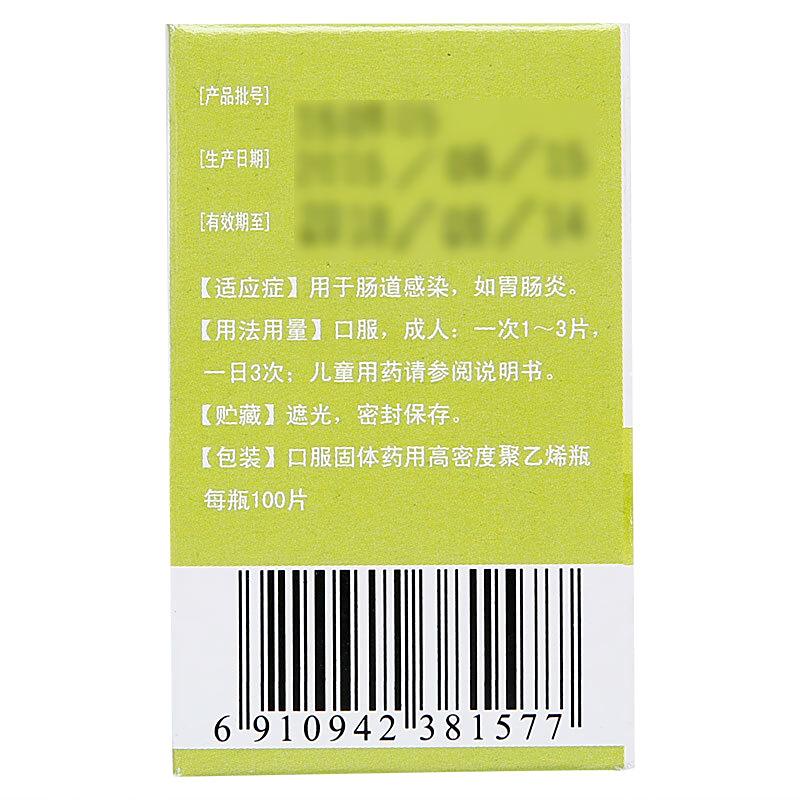 [产品批号]
[生产日期]
[有效期至]
【适应症】用于肠道感染，如胃肠炎。
【用法用量】口服，成人：一次1～3片，
一日3次；儿童用药请参阅说明书。
【贮藏】遮光，密封保存。
【包装】口服固体药用高密度聚乙烯瓶
每瓶100片
6 910942 381577